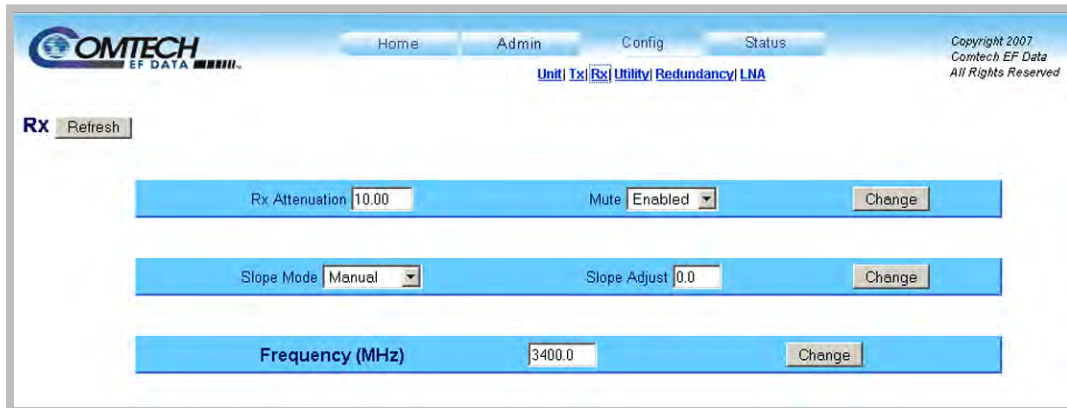 COMTECH
EF DATA
Home Admin Config Status
Unit| Tx| Rx| Utility| Redundancy| LNA
Copyright 2007
Comtech EF Data
All Rights Reserved
Rx Refresh
Rx Attenuation 10.00 Mute Enabled Change
Slope Mode Manual Slope Adjust 0.0 Change
Frequency (MHz) 3400.0 Change